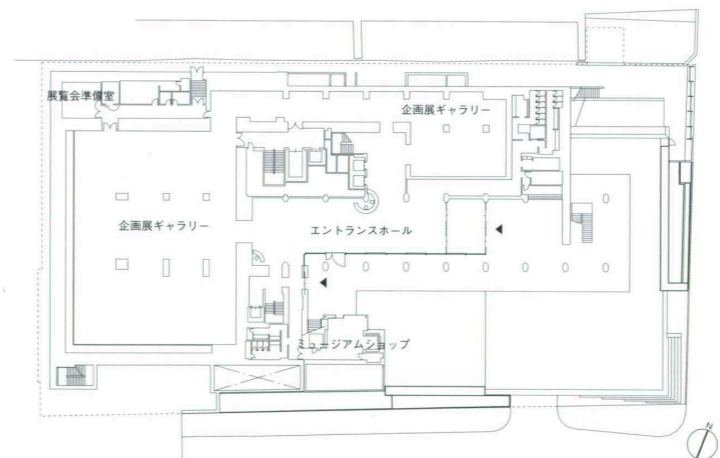 展覧会準備室
企画展ギャラリー
企画展ギャラリー
エントランスホール
ミュージアムショップ
N